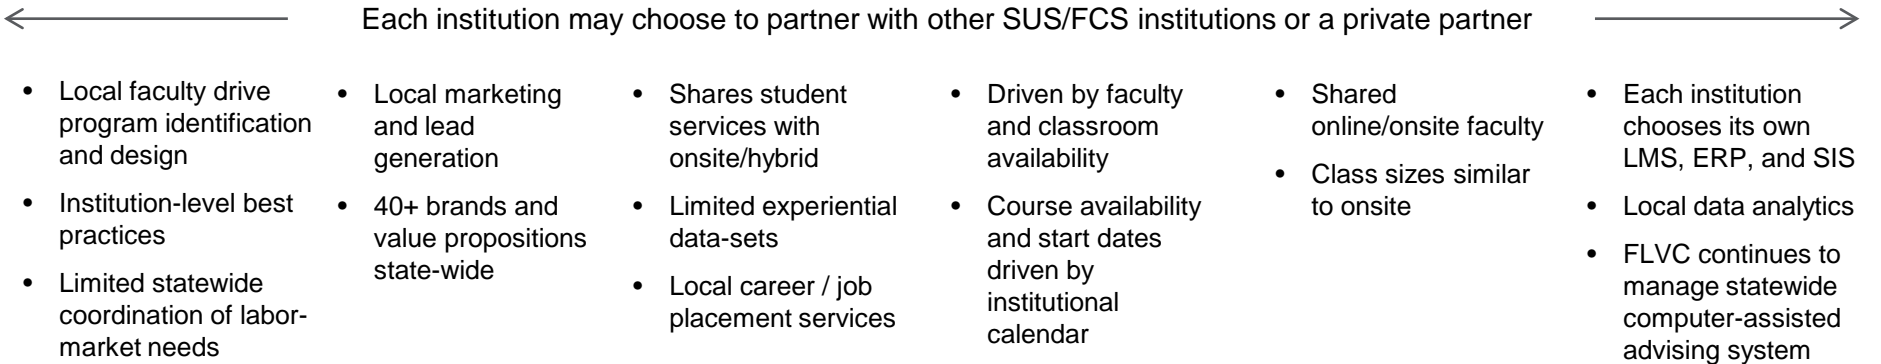 Each institution may choose to partner with other SUS/FCS institutions or a private partner
• Local faculty drive
program identification
and design
• Institution-level best
practices
• Limited statewide
coordination of labor-
market needs
• Local marketing
and lead
generation
• 40+ brands and
value propositions
state-wide
• Shares student
services with
onsite/hybrid
• Limited experiential
data-sets
• Local career / job
placement services
• Driven by faculty
and classroom
availability
• Course availability
and start dates
driven by
institutional
calendar
• Shared
online/onsite faculty
• Class sizes similar
to onsite
• Each institution
chooses its own
LMS, ERP, and SIS
• Local data analytics
• FLVC continues to
manage statewide
computer-assisted
advising system